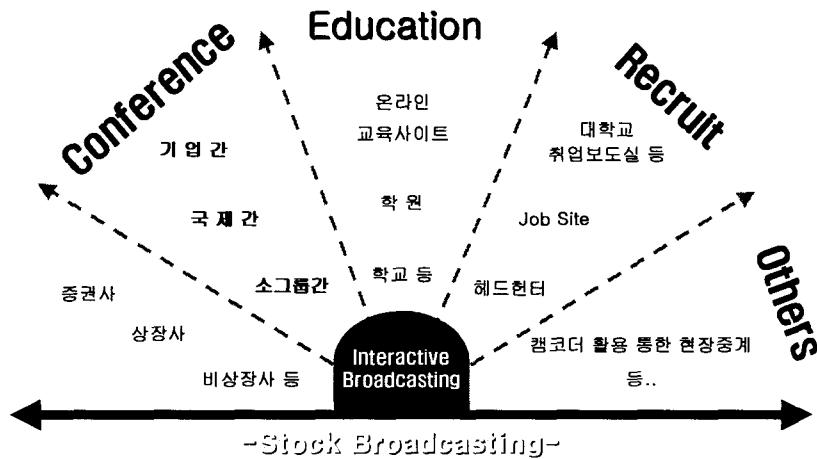 Education
Conference
Recruit
Others
온라인
교육사이트
학 원
학교 등
기 업 간
국 제 간
소그룹간
대학교
취업보도실 등
Job Site
헤드헌터
증권사
상장사
비상장사 등
캠코더 활용 통한 현장중계
등..
Interactive
Broadcasting
-Stock Broadcasting-